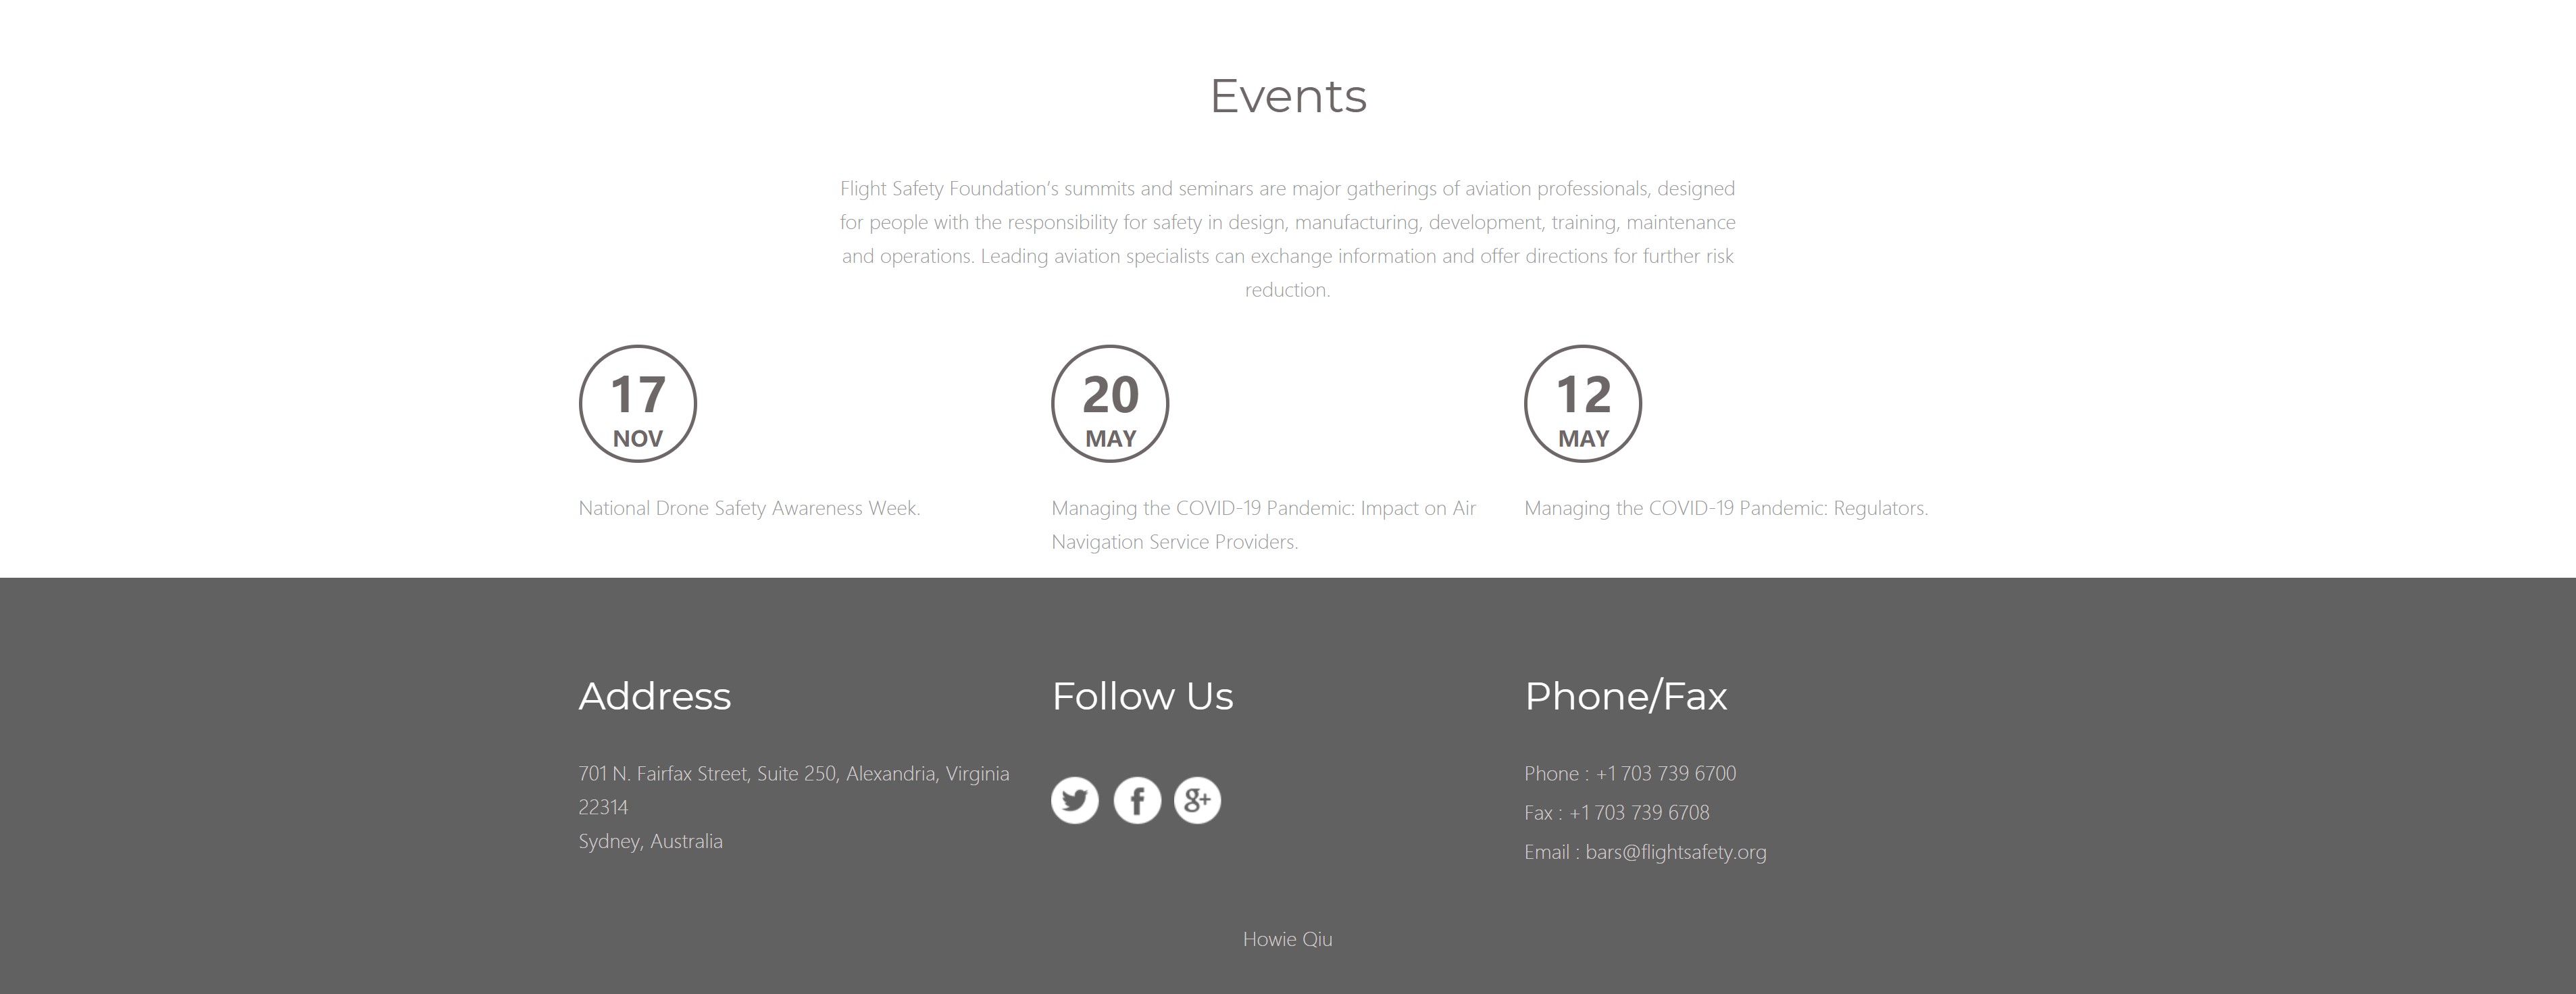 Events
Flight Safety Foundation’s summits and seminars are major gatherings of aviation professionals, designed
for people with the responsibility for safety in design, manufacturing, development, training, maintenance
and operations. Leading aviation specialists can exchange information and offer directions for further risk
reduction.
17
NOV
National Drone Safety Awareness Week.
20
MAY
Managing the COVID-19 Pandemic: Impact on Air
Navigation Service Providers.
12
MAY
Managing the COVID-19 Pandemic: Regulators.
Address
701 N. Fairfax Street, Suite 250, Alexandria, Virginia
22314
Sydney, Australia
Follow Us
f
g+
Phone/Fax
Phone : +1 703 739 6700
Fax : +1 703 739 6708
Email : bars@flightsafety.org
Howie Qiu